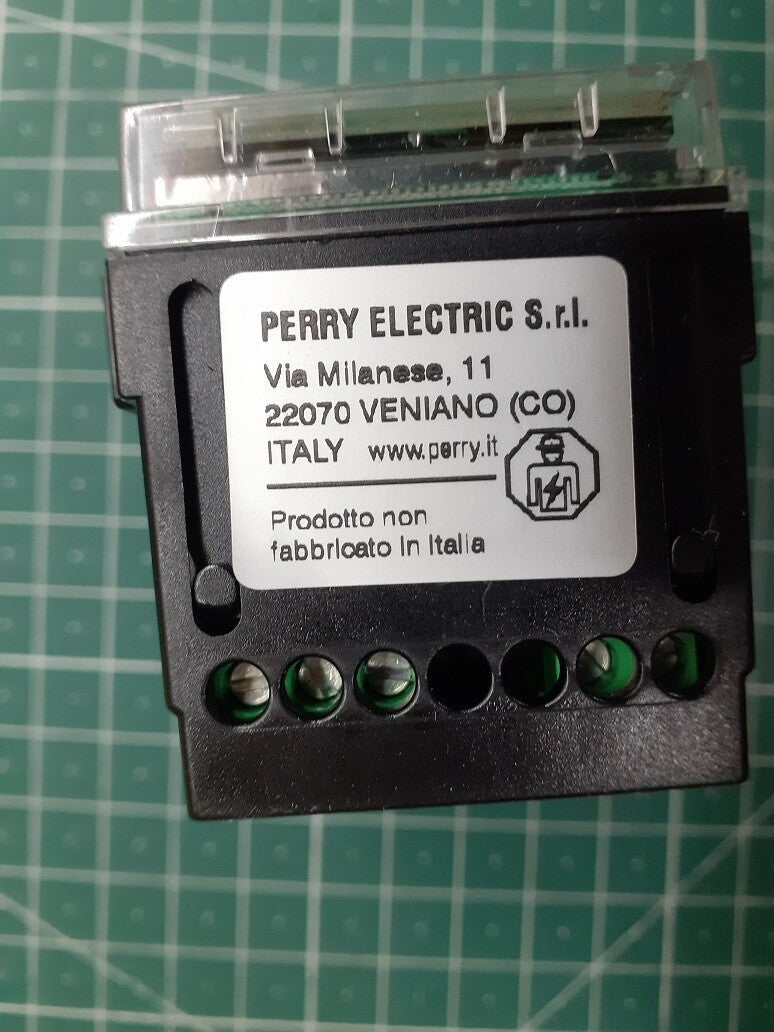 PERRY ELECTRIC S.r.l.
Via Milanese, 11
22070 VENIANO (CO)
ITALY www.perry.it
Prodotto non
fabbricato in Italia